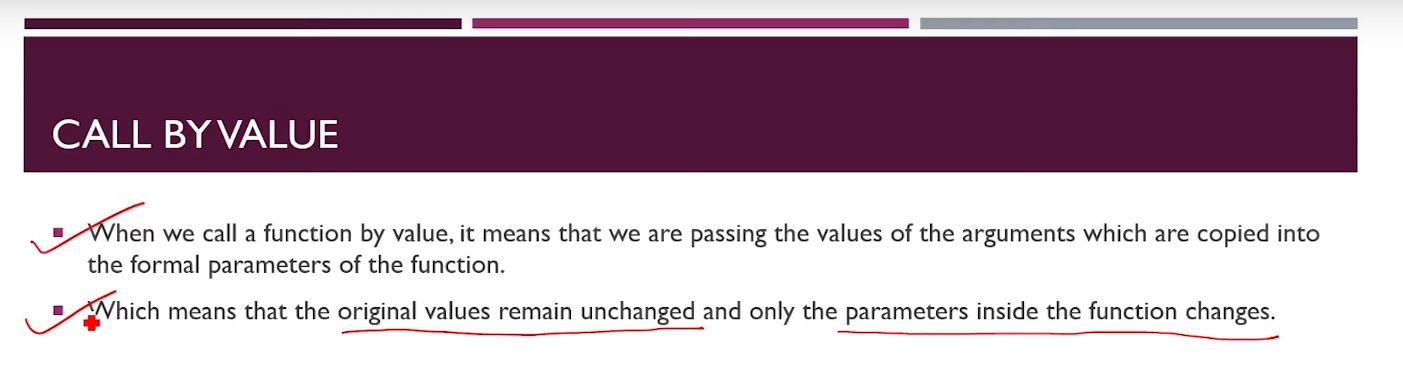 CALL BY VALUE
When we call a function by value, it means that we are passing the values of the arguments which are copied into
the formal parameters of the function.
Which means that the original values remain unchanged and only the parameters inside the function changes.